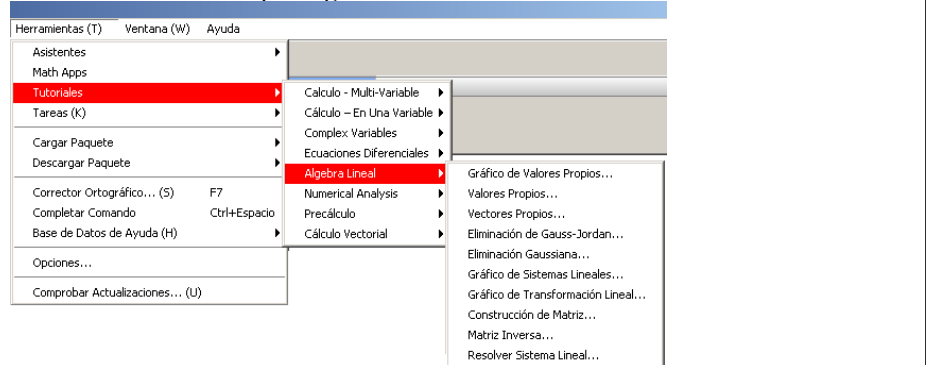 Herramientas (T) Ventana (W) Ayuda
Asistentes
Math Apps
Tutoriales
Tareas (K)
Cargar Paquete
Descargar Paquete
Corrector Ortográfico... (S) F7
Completar Comando Ctrl+Espacio
Base de Datos de Ayuda (H)
Opciones...
Comprobar Actualizaciones... (U)
Calculo - Multi-Variable
Cálculo – En Una Variable
Complex Variables
Ecuaciones Diferenciales
Algebra Lineal
Numerical Analysis
Precálculo
Cálculo Vectorial
Gráfico de Valores Propios...
Valores Propios...
Vectores Propios...
Eliminación de Gauss-Jordan...
Eliminación Gaussiana...
Gráfico de Sistemas Lineales...
Gráfico de Transformación Lineal...
Construcción de Matriz...
Matriz Inversa...
Resolver Sistema Lineal...